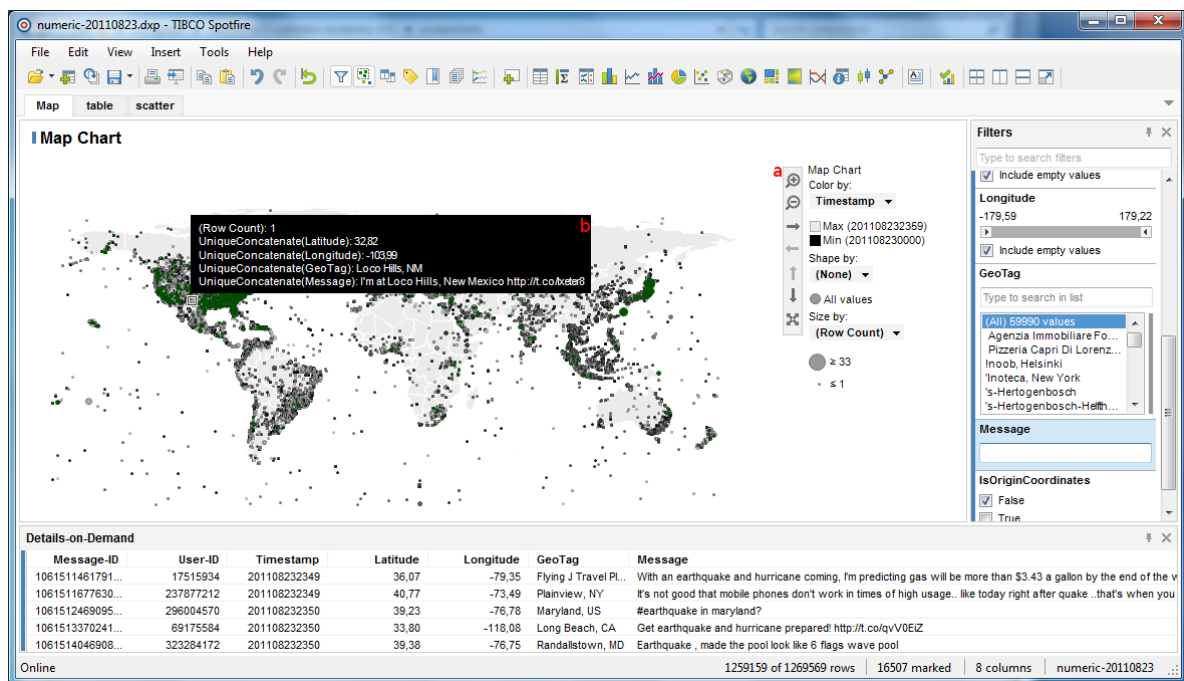 numeric-20110823.dxp - TIBCO Spotfire
File Edit View Insert Tools Help
Map table scatter
Map Chart
(Row Count): 1
UniqueConcatenate(Latitude): 32,82
UniqueConcatenate(Longitude): -103,99
UniqueConcatenate(GeoTag): Loco Hills, NM
UniqueConcatenate(Message): I'm at Loco Hills, New Mexico http://t.co/txeter8
b
a
Map Chart
Color by:
Timestamp
Max (201108232359)
Min (201108230000)
Shape by:
(None)
All values
Size by:
(Row Count)
≥ 33
≤ 1
Filters
Type to search filters
Include empty values
Longitude
-179,59 179,22
Include empty values
GeoTag
Type to search in list
(All) 59990 values
Agenzia Immobiliare Fo...
Pizzeria Capri Di Lorenz...
!noob, Helsinki
'Inoteca, New York
's-Hertogenbosch
's-Hertogenbosch-Helfth...
Message
IsOriginCoordinates
False
True
Details-on-Demand
Message-ID User-ID Timestamp Latitude Longitude GeoTag Message
1061511461791... 17515934 201108232349 36,07 -79,35 Flying J Travel Pl... With an earthquake and hurricane coming, I'm predicting gas will be more than $3.43 a gallon by the end of the w
1061511677630... 237877212 201108232349 40,77 -73,49 Plainview, NY It's not good that mobile phones don't work in times of high usage.. like today right after quake ..that's when you
1061512469095... 296004570 201108232350 39,23 -76,78 Maryland, US #earthquake in maryland?
1061513370241... 69175584 201108232350 33,80 -118,08 Long Beach, CA Get earthquake and hurricane prepared! http://t.co/qvV0EiZ
1061514046908... 323284172 201108232350 39,38 -76,75 Randallstown, MD Earthquake , made the pool look like 6 flags wave pool
Online 1259159 of 1269569 rows 16507 marked 8 columns numeric-20110823